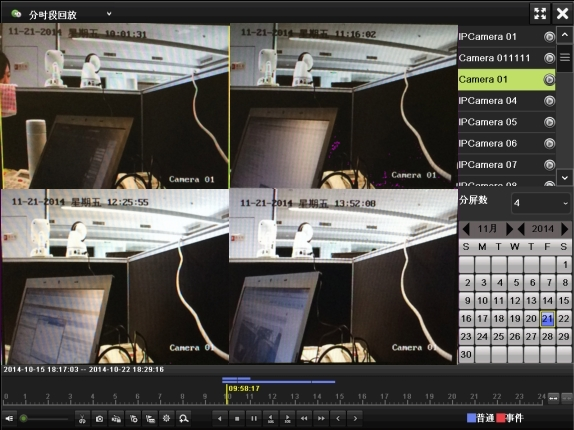 分时段回放
11-21-2014 星期五 10:01:31
Camera 01
11-21-2014 星期五 11:16:02
Camera 01
11-21-2014 星期五 12:25:55
Camera 01
11-21-2014 星期五 13:52:08
Camera 01
IPCamera 01
Camera 011111
Camera 01
IPCamera 04
IPCamera 05
IPCamera 06
IPCamera 07
IPCamera 08
分屏数 4
11月 2014
S M T W T F S
1
2 3 4 5 6 7 8
9 10 11 12 13 14 15
16 17 18 19 20 21 22
23 24 25 26 27 28 29
30
2014-10-15 18:17:03 -- 2014-10-22 18:29:16
09:58:17
0 1 2 3 4 5 6 7 8 9 10 11 12 13 14 15 16 17 18 19 20 21 22 23 24
普通 事件